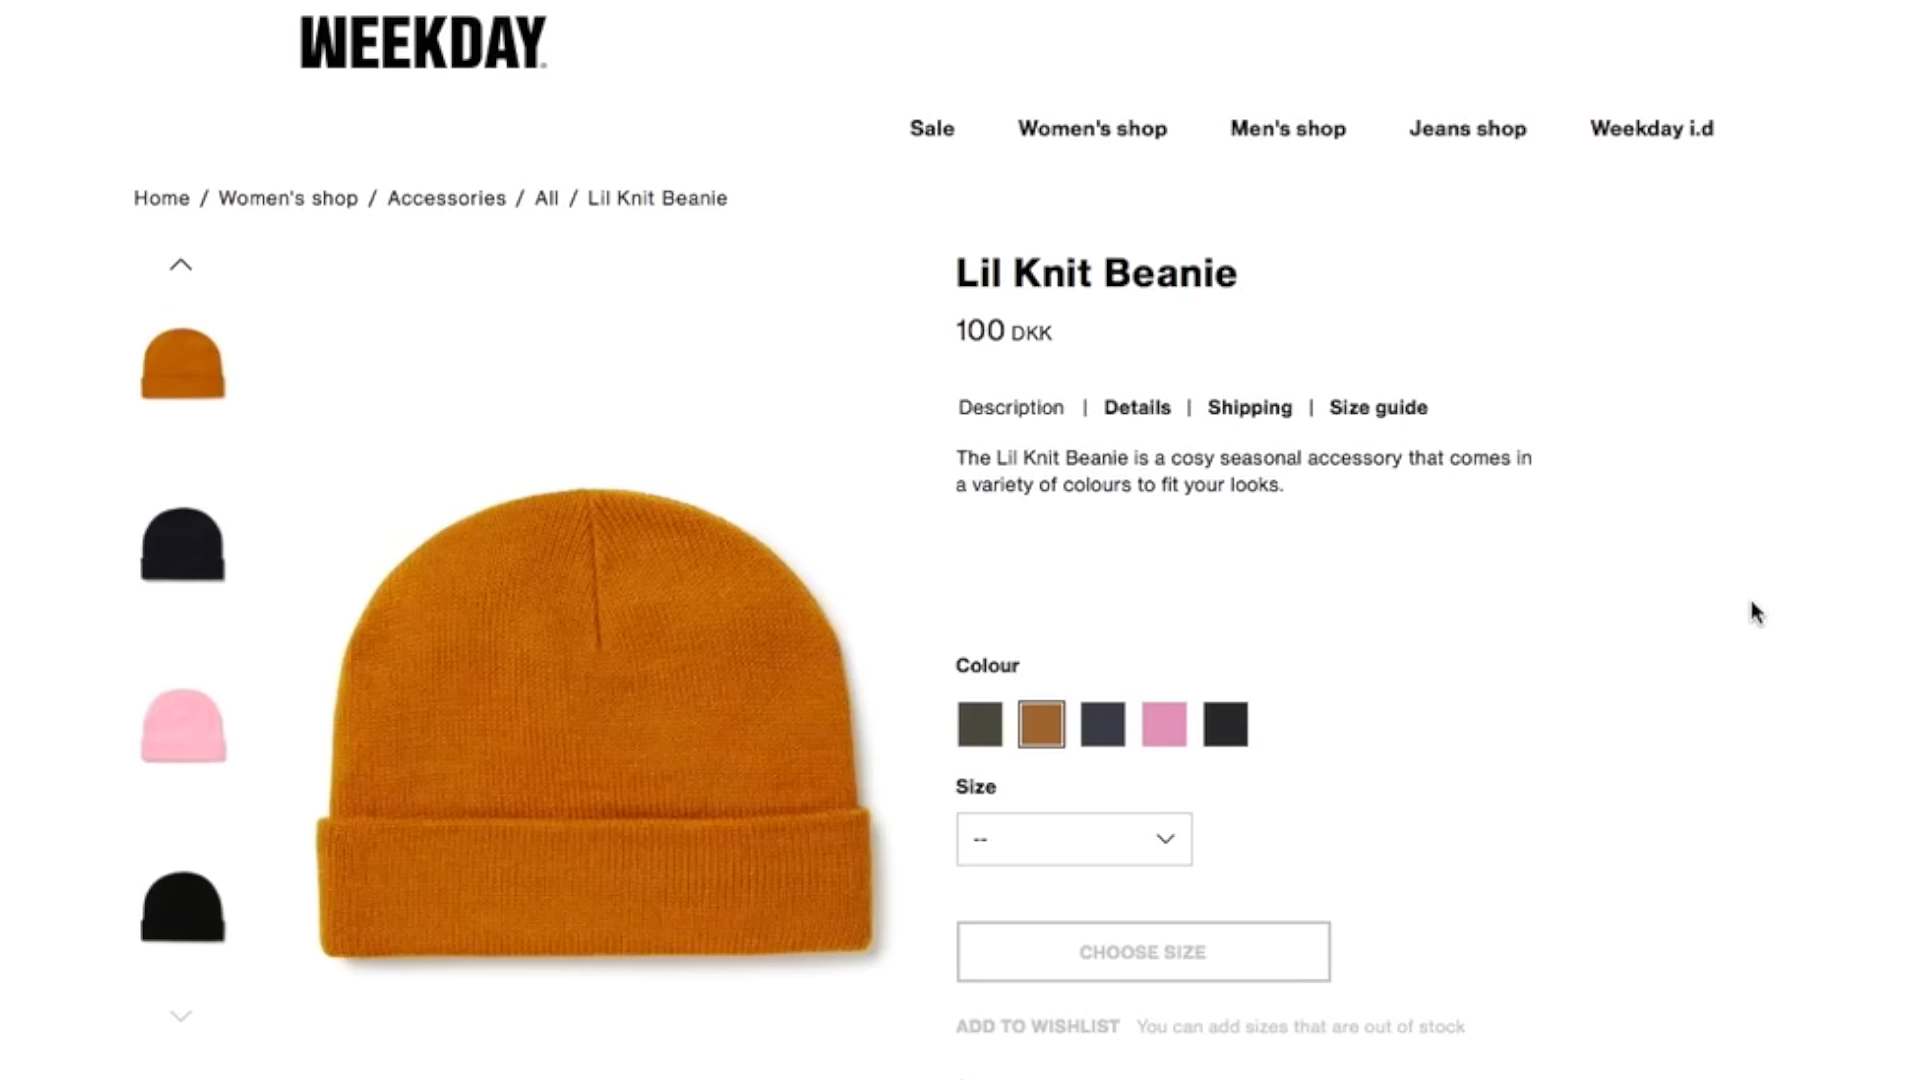 WEEKDAY.
Sale Women's shop Men's shop Jeans shop Weekday i.d
Home / Women's shop / Accessories / All / Lil Knit Beanie
Lil Knit Beanie
100 DKK
Description | Details | Shipping | Size guide
The Lil Knit Beanie is a cosy seasonal accessory that comes in
a variety of colours to fit your looks.
Colour
Size
--
CHOOSE SIZE
ADD TO WISHLIST You can add sizes that are out of stock